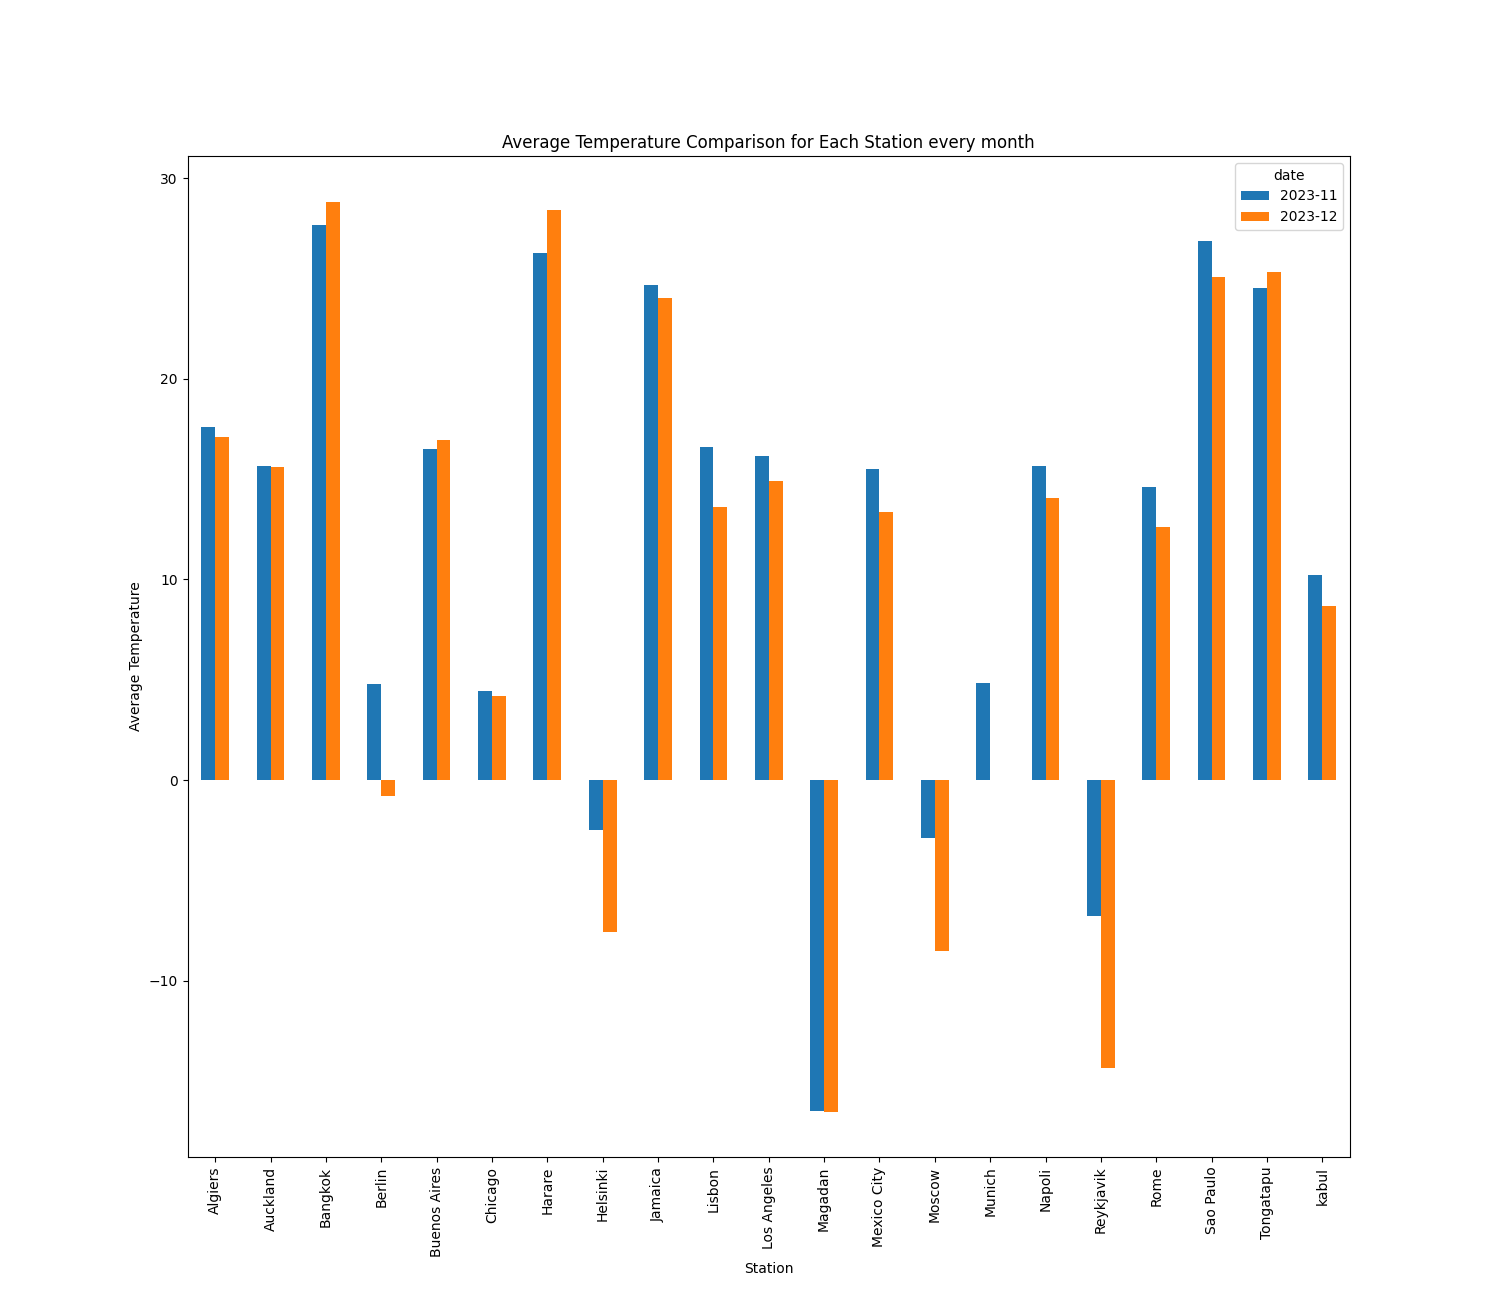 Average Temperature Comparison for Each Station every month
date
2023-11
2023-12
30
20
10
0
−10
Average Temperature
Algiers
Auckland
Bangkok
Berlin
Buenos Aires
Chicago
Harare
Helsinki
Jamaica
Lisbon
Los Angeles
Magadan
Mexico City
Moscow
Munich
Napoli
Reykjavik
Rome
Sao Paulo
Tongatapu
kabul
Station